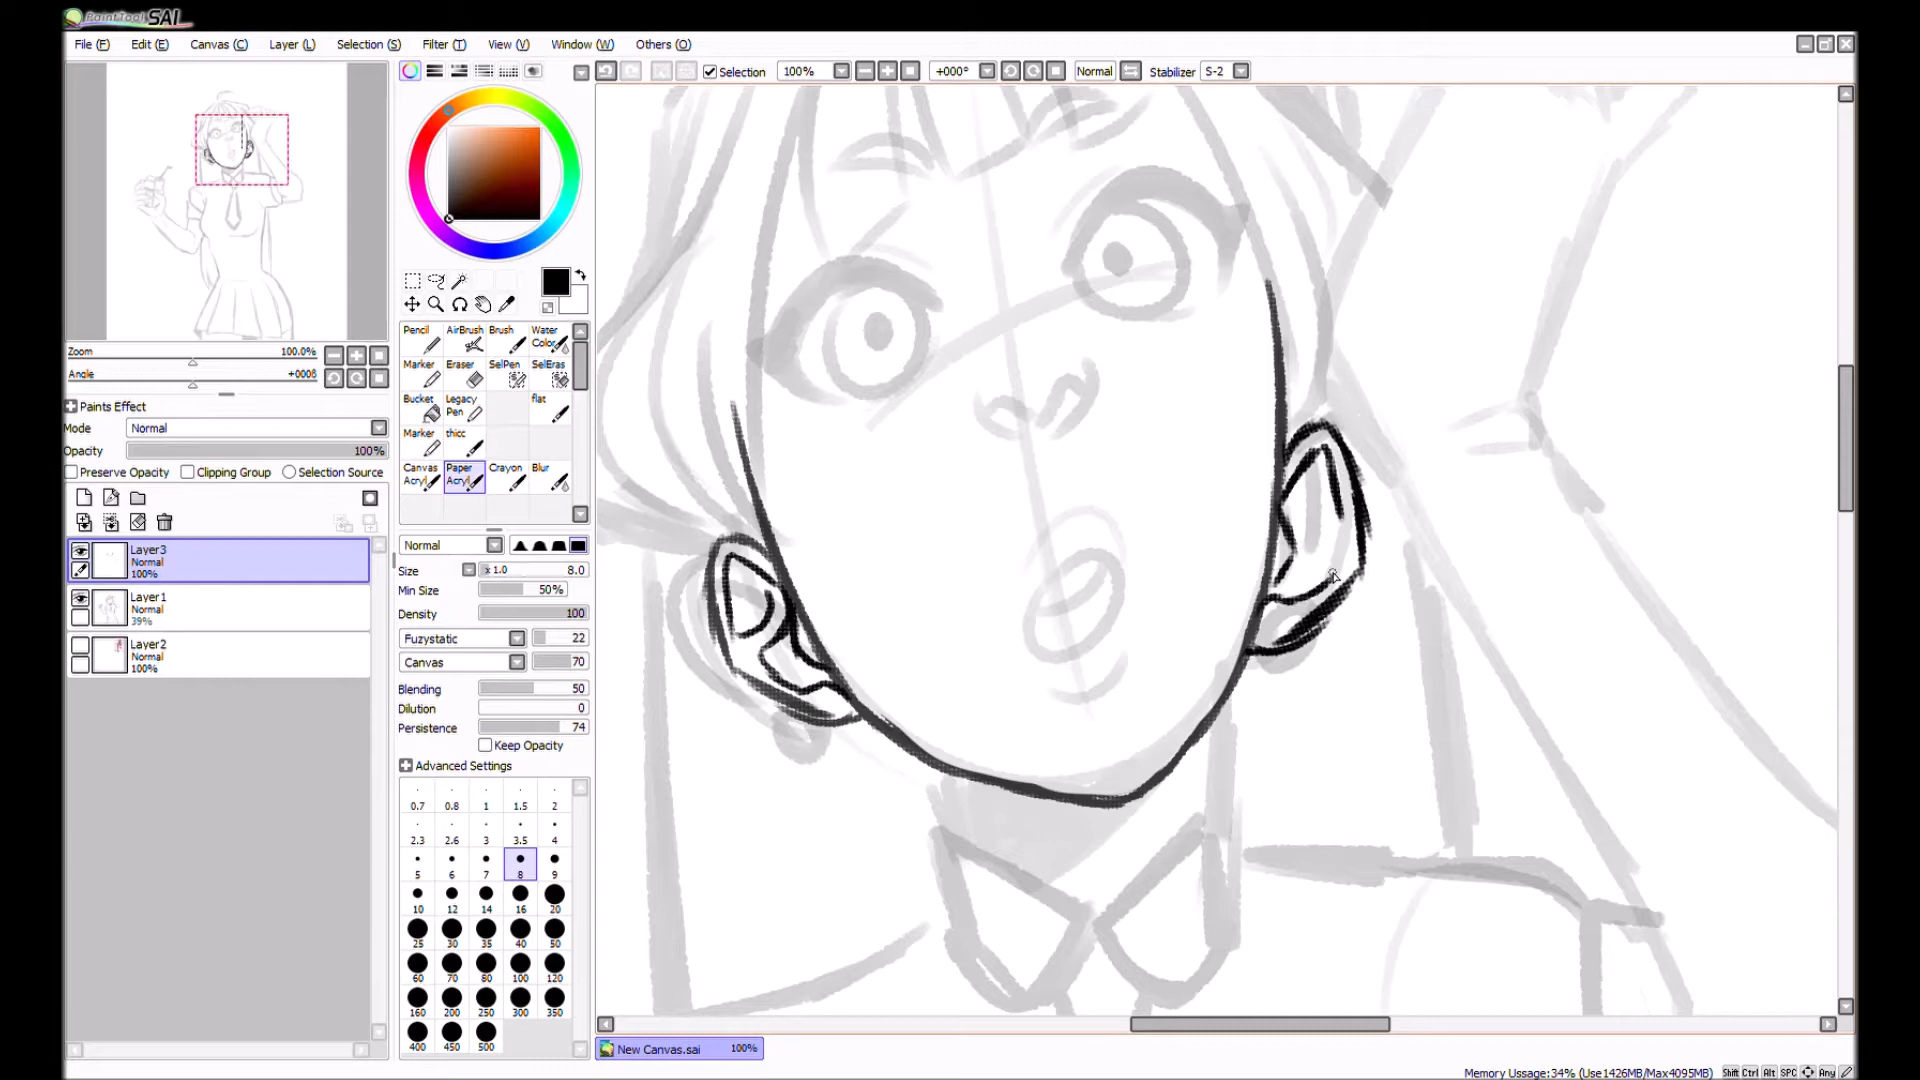 PaintTool SAI
File (F) Edit (E) Canvas (C) Layer (L) Selection (S) Filter (T) View (V) Window (W) Others (O)
Selection 100% +000° Normal Stabilizer S-2
Zoom 100.0%
Angle +000ß
Paints Effect
Mode Normal
Opacity 100%
Preserve Opacity Clipping Group Selection Source
Layer3
Normal
100%
Layer1
Normal
39%
Layer2
Normal
100%
Pencil AirBrush Brush Water Color
Marker Eraser SelPen SelEras
Bucket Legacy Pen flat
Marker thicc
Canvas Acryl Paper Acryl Crayon Blur
Normal
Size x 1.0 8.0
Min Size 50%
Density 100
Fuzystatic 22
Canvas 70
Blending 50
Dilution 0
Persistence 74
Keep Opacity
Advanced Settings
0.7 0.8 1 1.5 2
2.3 2.6 3 3.5 4
5 6 7 8 9
10 12 14 16 20
25 30 35 40 50
60 70 80 100 120
160 200 250 300 350
400 450 500
New Canvas.sai 100%
Memory Ussage:34% (Use1426MB/Max4095MB) Shift Ctrl Alt SPC Any